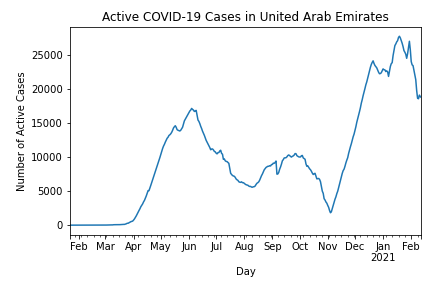 Active COVID-19 Cases in United Arab Emirates
Number of Active Cases
25000
20000
15000
10000
5000
0
Feb Mar Apr May Jun Jul Aug Sep Oct Nov Dec Jan Feb
2021
Day